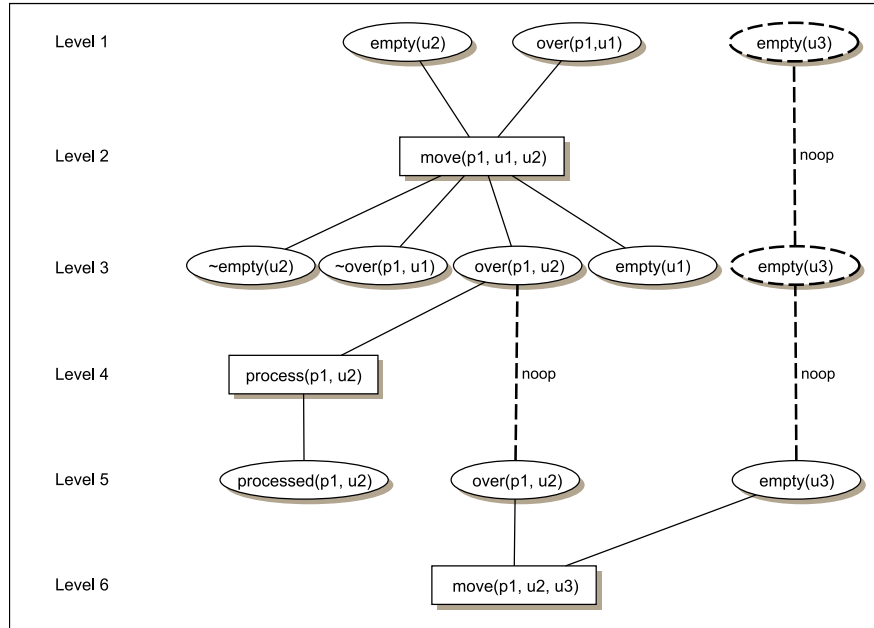 Level 1
empty(u2)
over(p1,u1)
empty(u3)
Level 2
move(p1, u1, u2)
noop
Level 3
~empty(u2)
~over(p1, u1)
over(p1, u2)
empty(u1)
empty(u3)
Level 4
process(p1, u2)
noop
noop
Level 5
processed(p1, u2)
over(p1, u2)
empty(u3)
Level 6
move(p1, u2, u3)